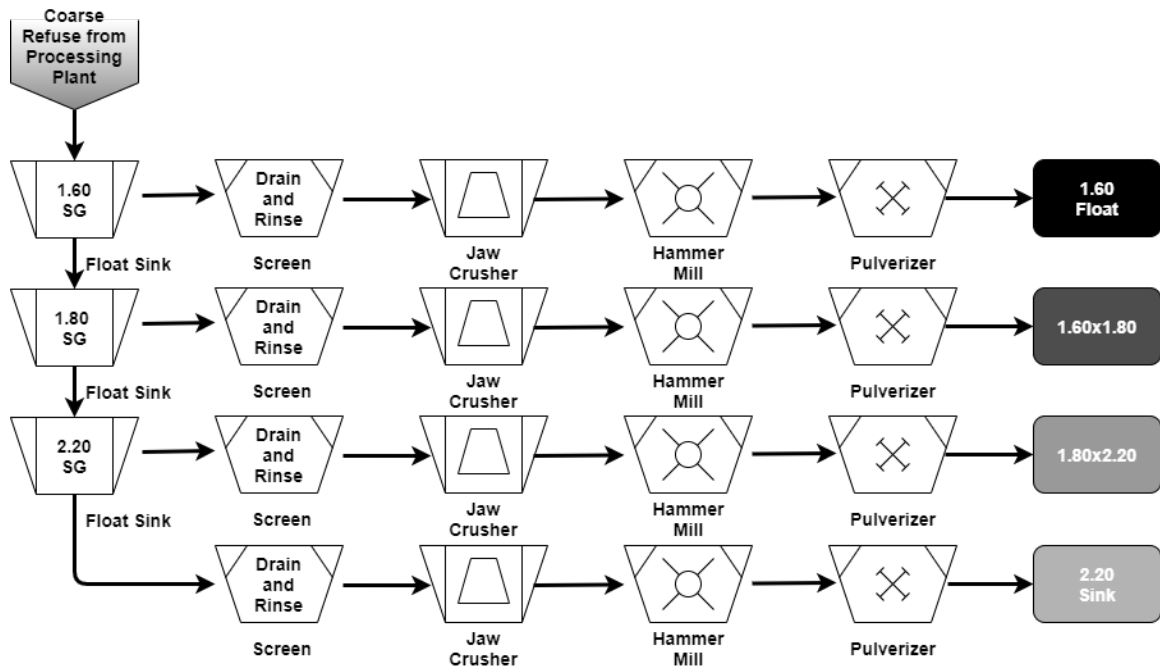 Coarse
Refuse from
Processing
Plant
1.60
SG
Drain
and
Rinse
1.60
Float
Float Sink
Screen
Jaw
Crusher
Hammer
Mill
Pulverizer
1.80
SG
Drain
and
Rinse
1.60x1.80
Float Sink
Screen
Jaw
Crusher
Hammer
Mill
Pulverizer
2.20
SG
Drain
and
Rinse
1.80x2.20
Float Sink
Screen
Jaw
Crusher
Hammer
Mill
Pulverizer
Drain
and
Rinse
2.20
Sink
Screen
Jaw
Crusher
Hammer
Mill
Pulverizer